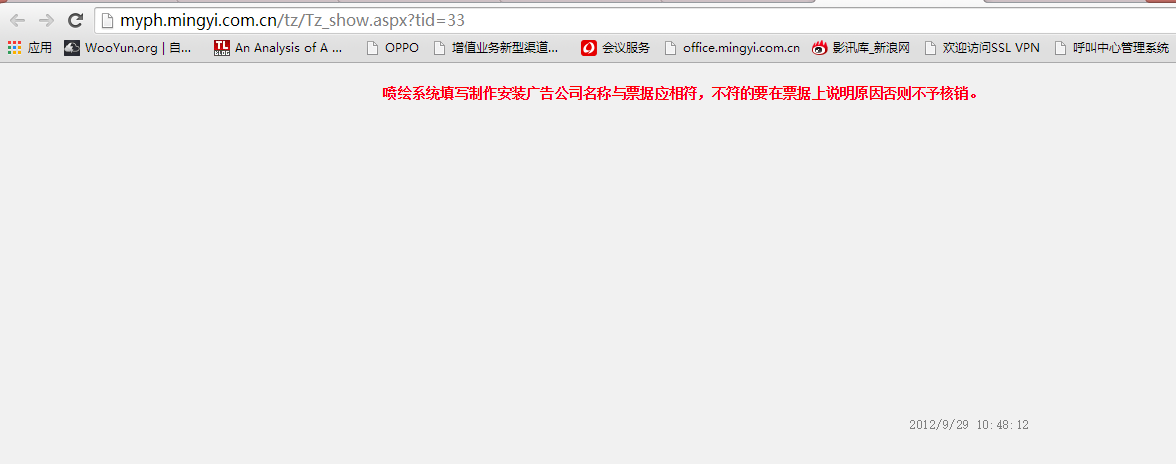 myph.mingyi.com.cn/tz/Tz_show.aspx?tid=33
应用 WooYun.org | 自... TL BLOG An Analysis of A ... OPPO 增值业务新型渠道... 会议服务 office.mingyi.com.cn 影讯库_新浪网 欢迎访问SSL VPN 呼叫中心管理系统
喷绘系统填写制作安装广告公司名称与票据应相符，不符的要在票据上说明原因否则不予核销。
2012/9/29 10:48:12